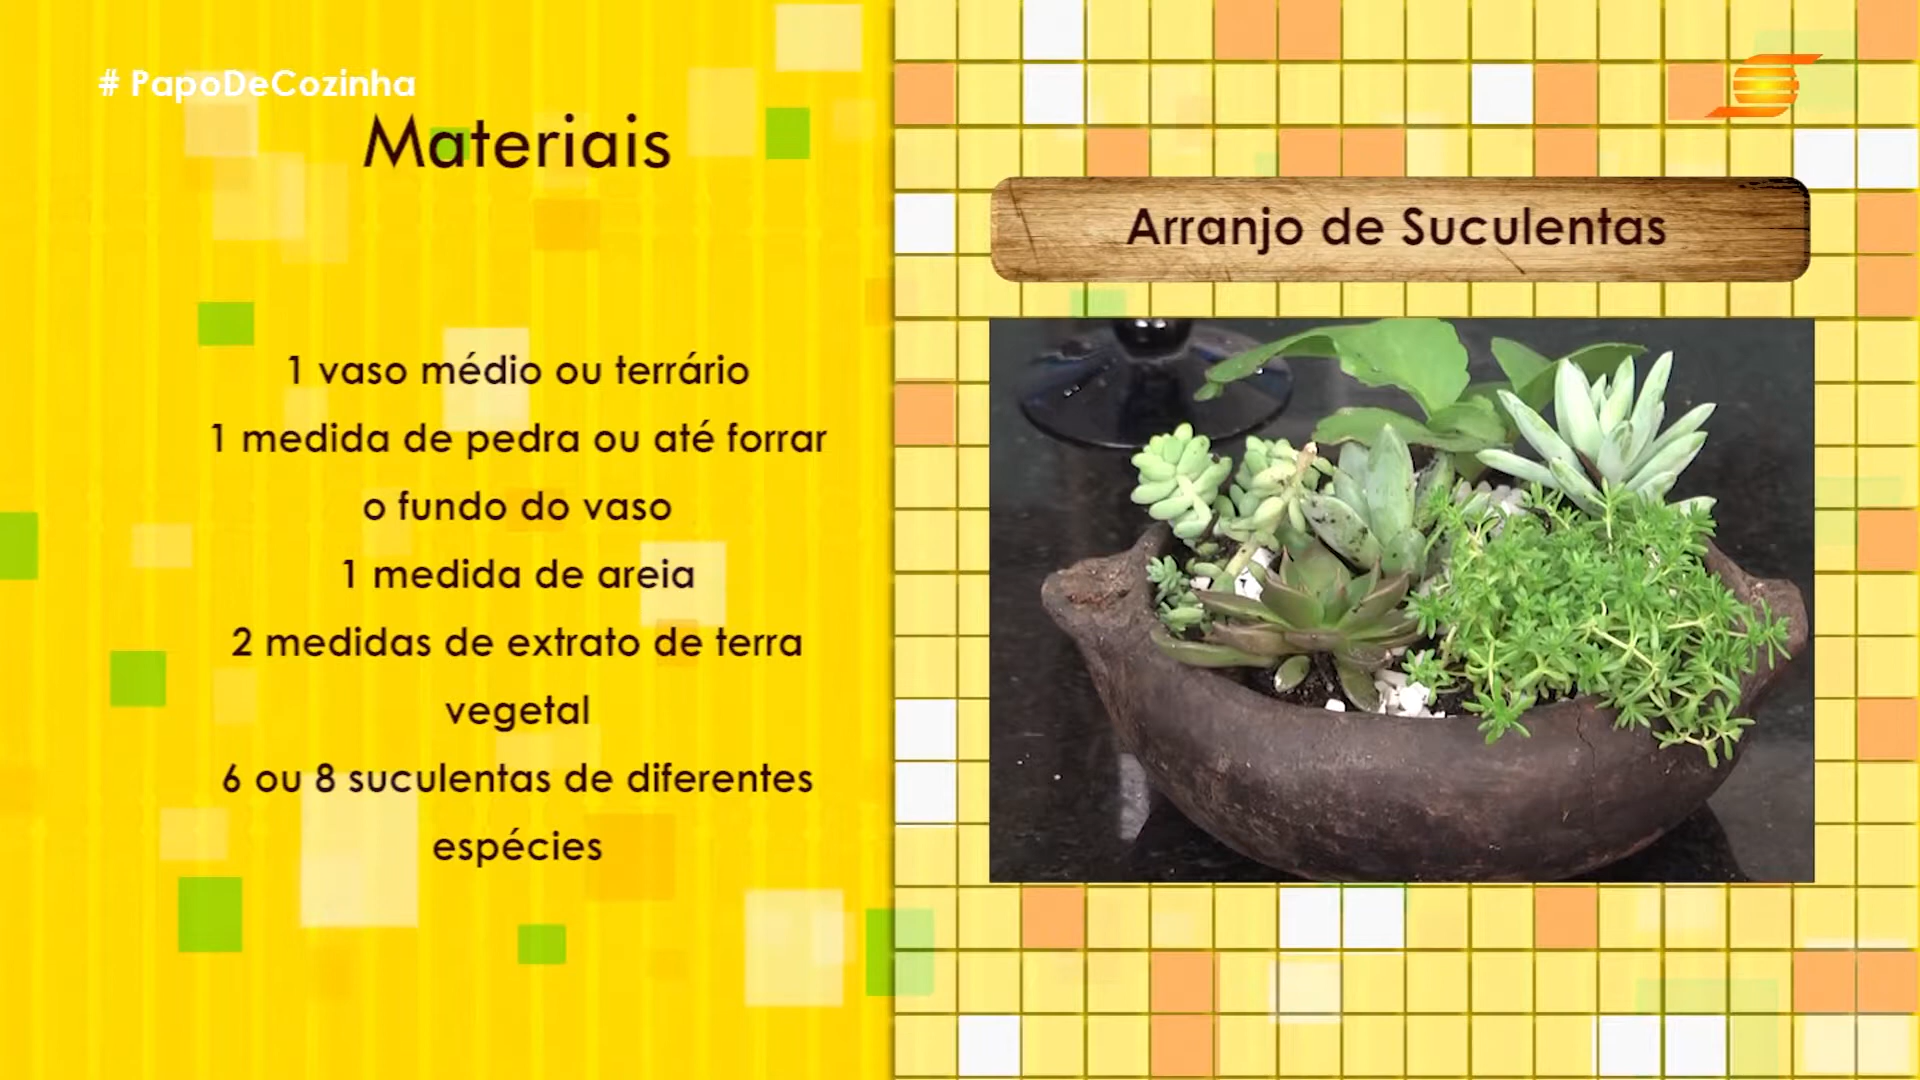 # PapoDeCozinha
Materiais
1 vaso médio ou terrário
1 medida de pedra ou até forrar
o fundo do vaso
1 medida de areia
2 medidas de extrato de terra
vegetal
6 ou 8 suculentas de diferentes
espécies
Arranjo de Suculentas